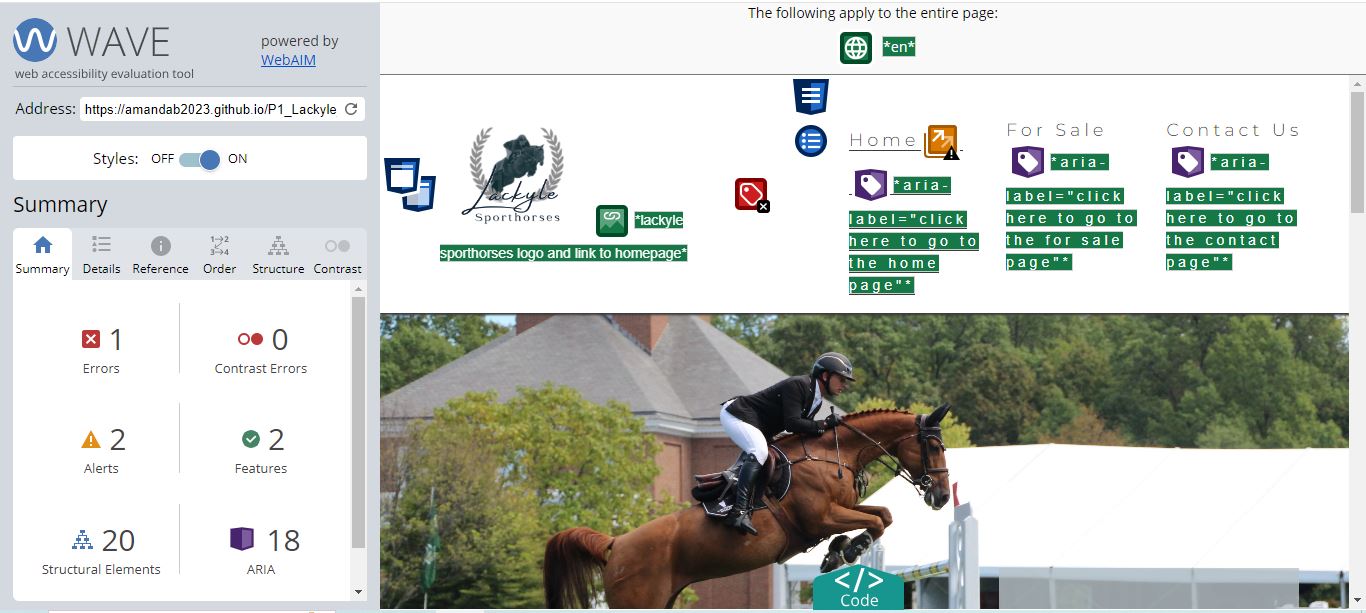 WAVE
powered by
WebAIM
web accessibility evaluation tool
Address: https://amandab2023.github.io/P1_Lackyle
Styles: OFF ON
Summary
Summary Details Reference Order Structure Contrast
1 0
Errors Contrast Errors
2 2
Alerts Features
20 18
Structural Elements ARIA
The following apply to the entire page:
*en*
Lackyle
Sporthorses
*lackyle
sporthorses logo and link to homepage*
Home
*aria-
label="click
here to go to
the home
page"*
For Sale
*aria-
label="click
here to go to
the for sale
page"*
Contact Us
*aria-
label="click
here to go to
the contact
page"*
</> Code